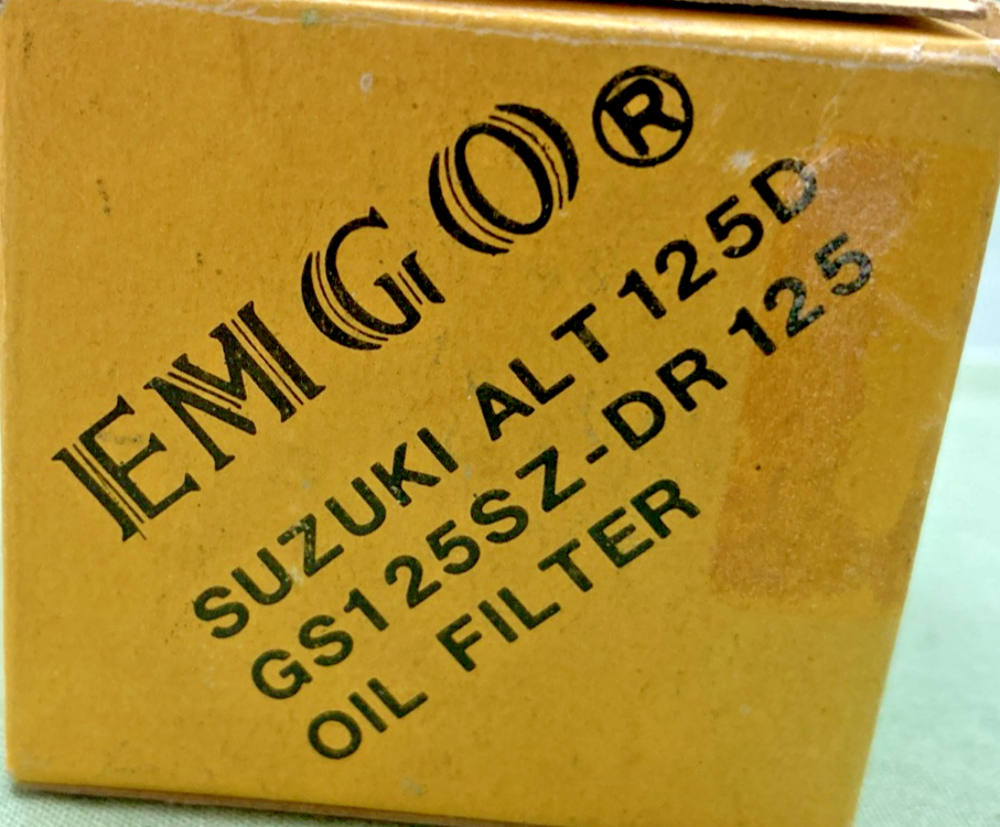 EMGO®
SUZUKI ALT 125D
GS125SZ-DR 125
OIL FILTER